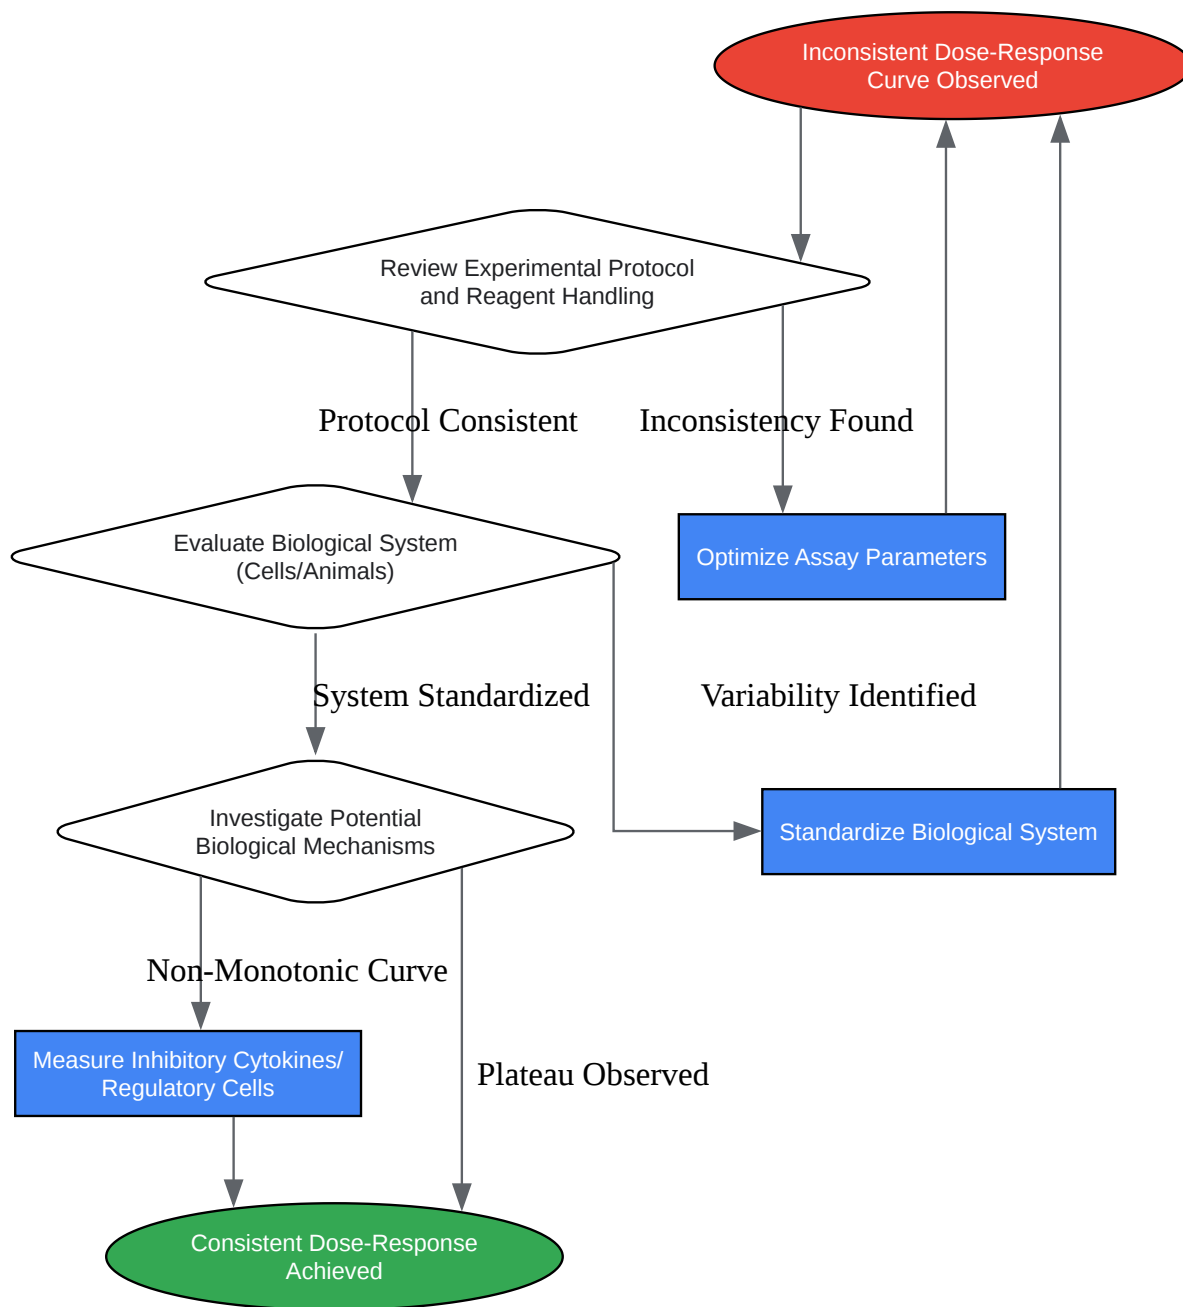 Inconsistent Dose-Response
Curve Observed
Review Experimental Protocol
and Reagent Handling
Protocol Consistent
Inconsistency Found
Evaluate Biological System
(Cells/Animals)
Optimize Assay Parameters
System Standardized
Variability Identified
Investigate Potential
Biological Mechanisms
Standardize Biological System
Non-Monotonic Curve
Measure Inhibitory Cytokines/
Regulatory Cells
Plateau Observed
Consistent Dose-Response
Achieved